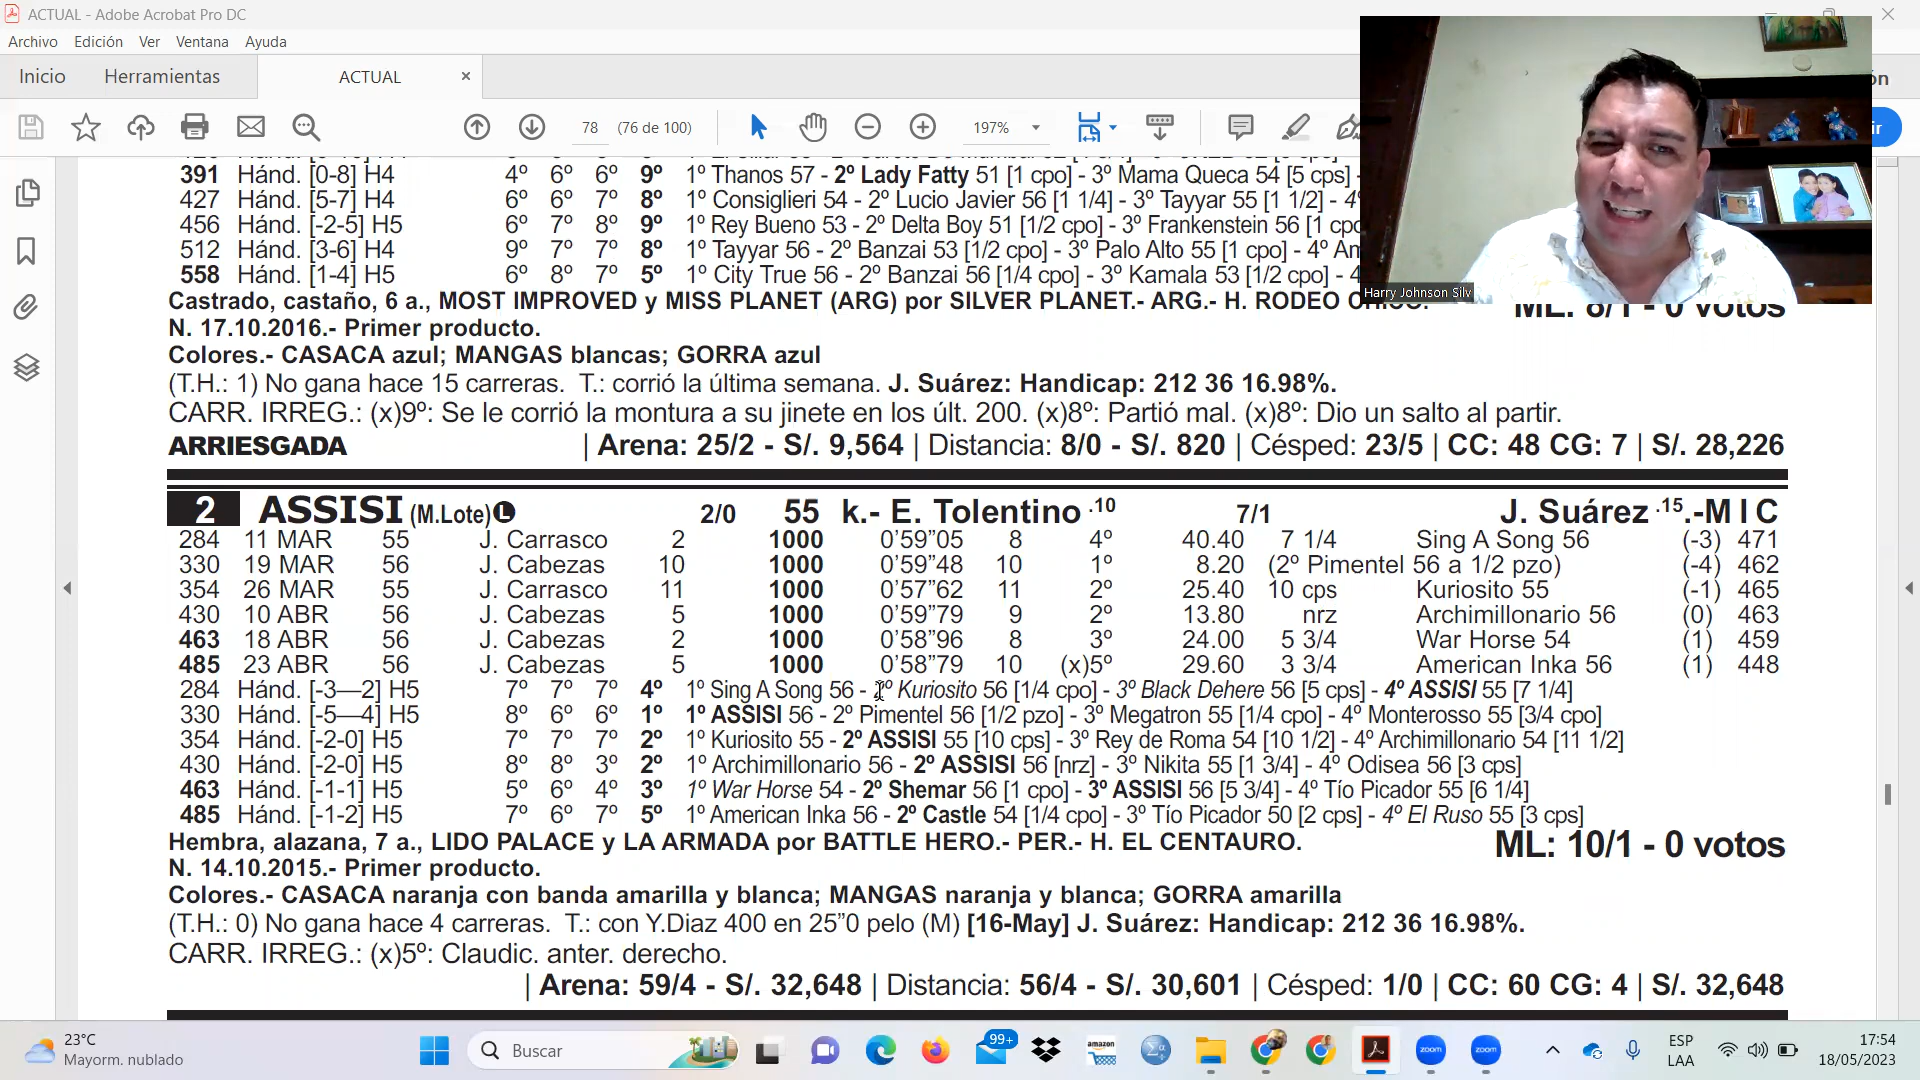 ACTUAL - Adobe Acrobat Pro DC
Archivo Edición Ver Ventana Ayuda
Inicio Herramientas ACTUAL ×
78 (76 de 100) 197%
391 Hánd. [0-8] H4 4º 6º 6º 9º 1º Thanos 57 - 2º Lady Fatty 51 [1 cpo] - 3º Mama Queca 54 [5 cps] -
427 Hánd. [5-7] H4 6º 6º 7º 8º 1º Consiglieri 54 - 2º Lucio Javier 56 [1 1/4] - 3º Tayyar 55 [1 1/2] - 4º
456 Hánd. [-2-5] H5 6º 7º 8º 9º 1º Rey Bueno 53 - 2º Delta Boy 51 [1/2 cpo] - 3º Frankenstein 56 [1 cpo
512 Hánd. [3-6] H4 9º 7º 7º 8º 1º Tayyar 56 - 2º Banzai 53 [1/2 cpo] - 3º Palo Alto 55 [1 cpo] - 4º Am
558 Hánd. [1-4] H5 6º 8º 7º 5º 1º City True 56 - 2º Banzai 56 [1/4 cpo] - 3º Kamala 53 [1/2 cpo] - 4
Harry Johnson Silv
Castrado, castaño, 6 a., MOST IMPROVED y MISS PLANET (ARG) por SILVER PLANET.- ARG.- H. RODEO CHICO. ML: 8/1 - 0 votos
N. 17.10.2016.- Primer producto.
Colores.- CASACA azul; MANGAS blancas; GORRA azul
(T.H.: 1) No gana hace 15 carreras. T.: corrió la última semana. J. Suárez: Handicap: 212 36 16.98%.
CARR. IRREG.: (x)9º: Se le corrió la montura a su jinete en los últ. 200. (x)8º: Partió mal. (x)8º: Dio un salto al partir.
ARRIESGADA | Arena: 25/2 - S/. 9,564 | Distancia: 8/0 - S/. 820 | Césped: 23/5 | CC: 48 CG: 7 | S/. 28,226
2 ASSISI (M.Lote) L 2/0 55 k.- E. Tolentino .10 7/1 J. Suárez .15.-M I C
284 11 MAR 55 J. Carrasco 2 1000 0’59”05 8 4º 40.40 7 1/4 Sing A Song 56 (-3) 471
330 19 MAR 56 J. Cabezas 10 1000 0’59”48 10 1º 8.20 (2º Pimentel 56 a 1/2 pzo) (-4) 462
354 26 MAR 55 J. Carrasco 11 1000 0’57”62 11 2º 25.40 10 cps Kuriosito 55 (-1) 465
430 10 ABR 56 J. Cabezas 5 1000 0’59”79 9 2º 13.80 nrz Archimillonario 56 (0) 463
463 18 ABR 56 J. Cabezas 2 1000 0’58”96 8 3º 24.00 5 3/4 War Horse 54 (1) 459
485 23 ABR 56 J. Cabezas 5 1000 0’58”79 10 (x)5º 29.60 3 3/4 American Inka 56 (1) 448
284 Hánd. [-3—2] H5 7º 7º 7º 4º 1º Sing A Song 56 - 2º Kuriosito 56 [1/4 cpo] - 3º Black Dehere 56 [5 cps] - 4º ASSISI 55 [7 1/4]
330 Hánd. [-5—4] H5 8º 6º 6º 1º 1º ASSISI 56 - 2º Pimentel 56 [1/2 pzo] - 3º Megatron 55 [1/4 cpo] - 4º Monterosso 55 [3/4 cpo]
354 Hánd. [-2-0] H5 7º 7º 7º 2º 1º Kuriosito 55 - 2º ASSISI 55 [10 cps] - 3º Rey de Roma 54 [10 1/2] - 4º Archimillonario 54 [11 1/2]
430 Hánd. [-2-0] H5 8º 8º 3º 2º 1º Archimillonario 56 - 2º ASSISI 56 [nrz] - 3º Nikita 55 [1 3/4] - 4º Odisea 56 [3 cps]
463 Hánd. [-1-1] H5 5º 6º 4º 3º 1º War Horse 54 - 2º Shemar 56 [1 cpo] - 3º ASSISI 56 [5 3/4] - 4º Tío Picador 55 [6 1/4]
485 Hánd. [-1-2] H5 7º 6º 7º 5º 1º American Inka 56 - 2º Castle 54 [1/4 cpo] - 3º Tío Picador 50 [2 cps] - 4º El Ruso 55 [3 cps]
Hembra, alazana, 7 a., LIDO PALACE y LA ARMADA por BATTLE HERO.- PER.- H. EL CENTAURO. ML: 10/1 - 0 votos
N. 14.10.2015.- Primer producto.
Colores.- CASACA naranja con banda amarilla y blanca; MANGAS naranja y blanca; GORRA amarilla
(T.H.: 0) No gana hace 4 carreras. T.: con Y.Diaz 400 en 25”0 pelo (M) [16-May] J. Suárez: Handicap: 212 36 16.98%.
CARR. IRREG.: (x)5º: Claudic. anter. derecho.
| Arena: 59/4 - S/. 32,648 | Distancia: 56/4 - S/. 30,601 | Césped: 1/0 | CC: 60 CG: 4 | S/. 32,648
23°C
Mayorm. nublado
Buscar
99+
amazon
zoom
zoom
ESP
LAA
17:54
18/05/2023